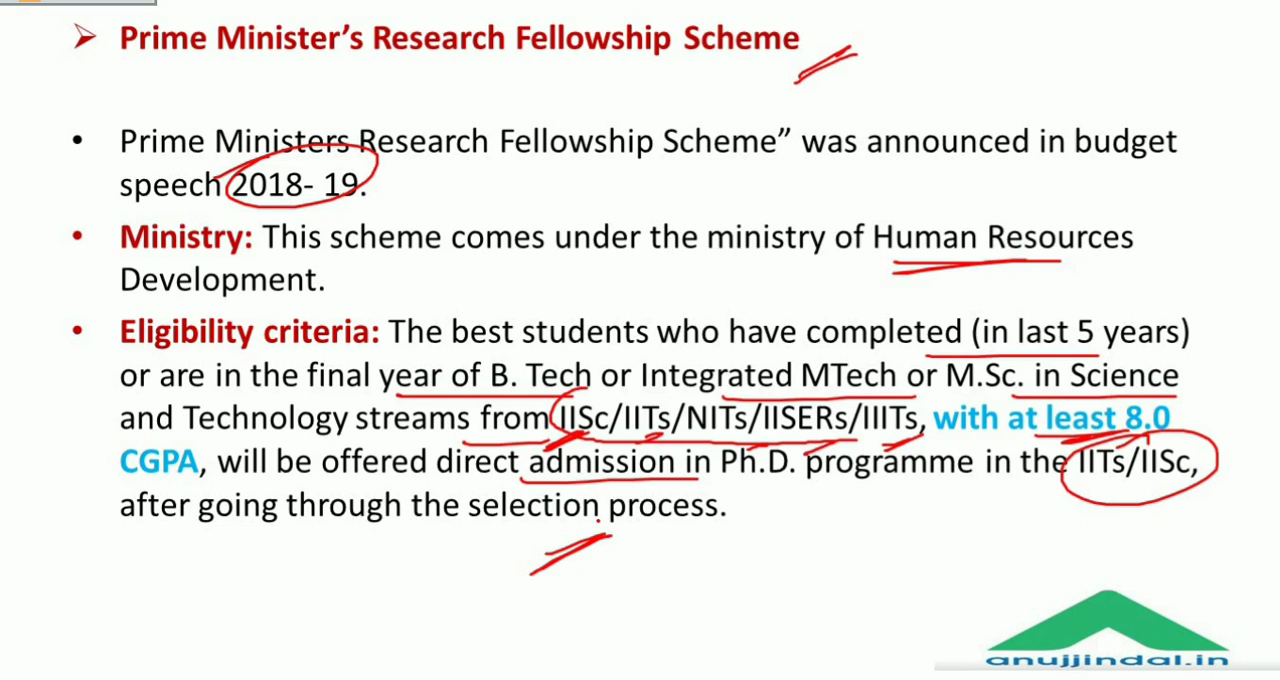 Prime Minister’s Research Fellowship Scheme
Prime Ministers Research Fellowship Scheme” was announced in budget
speech 2018- 19.
Ministry: This scheme comes under the ministry of Human Resources
Development.
Eligibility criteria: The best students who have completed (in last 5 years)
or are in the final year of B. Tech or Integrated MTech or M.Sc. in Science
and Technology streams from IISc/IITs/NITs/IISERs/IIITs, with at least 8.0
CGPA, will be offered direct admission in Ph.D. programme in the IITs/IISc,
after going through the selection process.
anujjindal.in